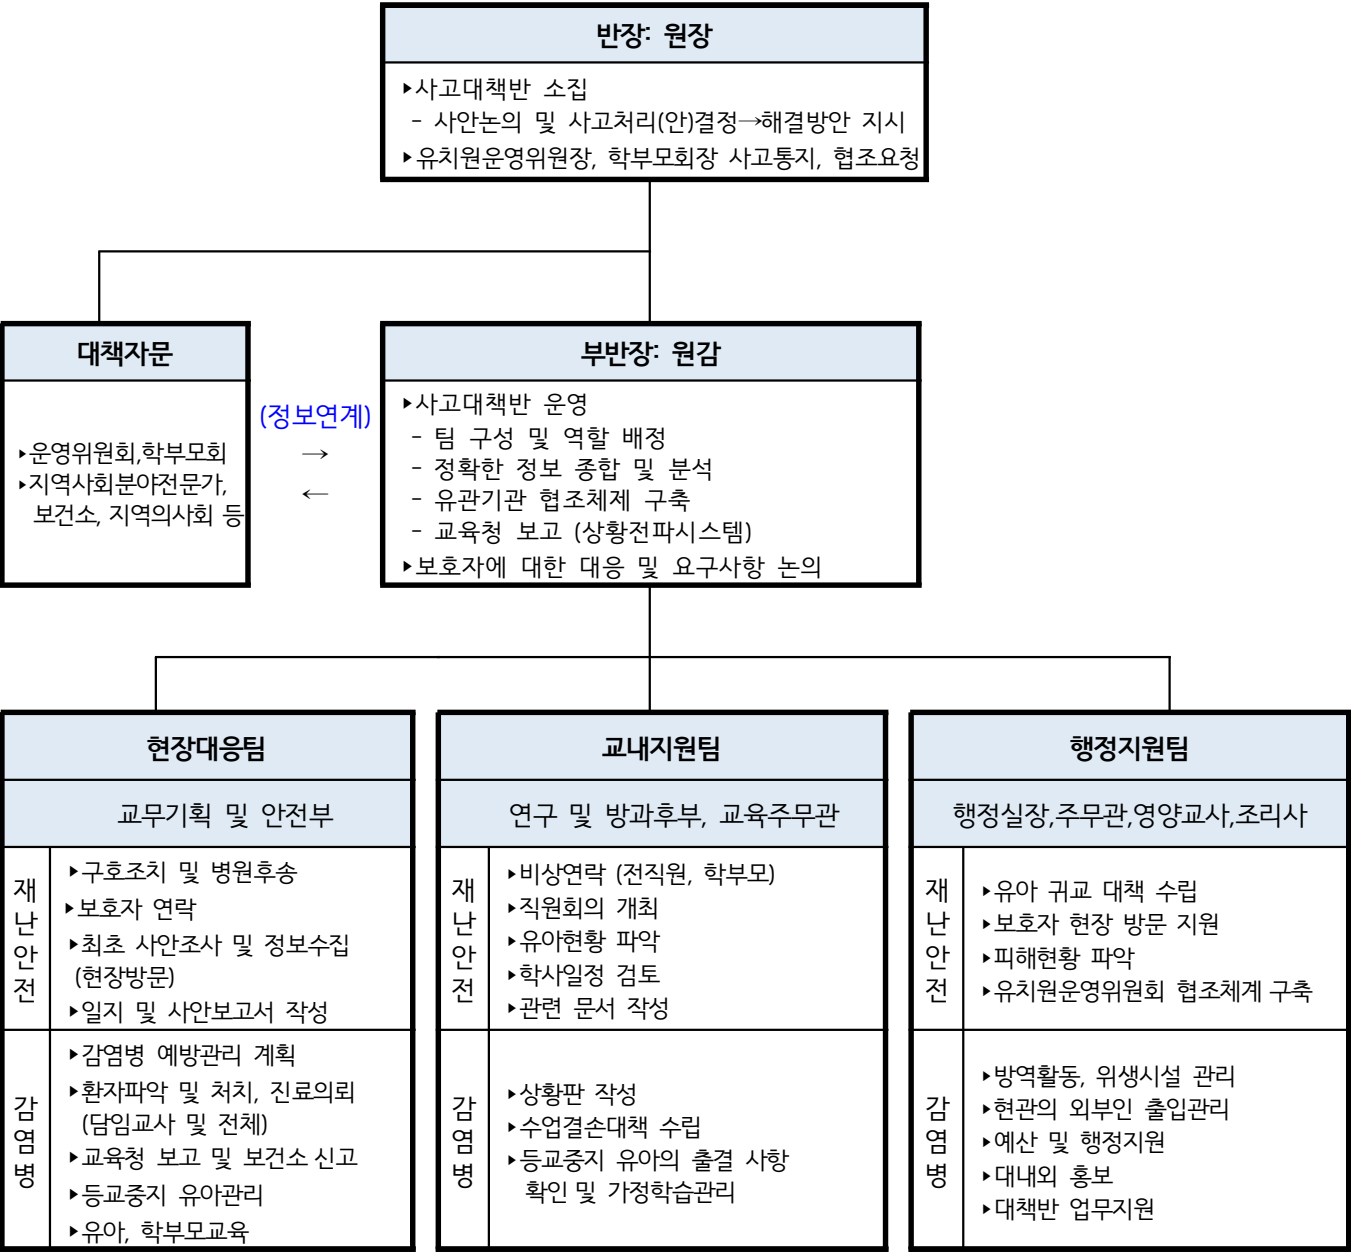 반장: 원장
▸사고대책반 소집
- 사안논의 및 사고처리(안)결정→해결방안 지시
▸유치원운영위원장, 학부모회장 사고통지, 협조요청
대책자문
▸운영위원회,학부모회
▸지역사회분야전문가,
보건소, 지역의사회 등
(정보연계)
→
←
부반장: 원감
▸사고대책반 운영
- 팀 구성 및 역할 배정
- 정확한 정보 종합 및 분석
- 유관기관 협조체제 구축
- 교육청 보고 (상황전파시스템)
▸보호자에 대한 대응 및 요구사항 논의
현장대응팀
교무기획 및 안전부
재난안전
▸구호조치 및 병원후송
▸보호자 연락
▸최초 사안조사 및 정보수집
(현장방문)
▸일지 및 사안보고서 작성
감염병
▸감염병 예방관리 계획
▸환자파악 및 처치, 진료의뢰
(담임교사 및 전체)
▸교육청 보고 및 보건소 신고
▸등교중지 유아관리
▸유아, 학부모교육
교내지원팀
연구 및 방과후부, 교육주무관
재난안전
▸비상연락 (전직원, 학부모)
▸직원회의 개최
▸유아현황 파악
▸학사일정 검토
▸관련 문서 작성
감염병
▸상황판 작성
▸수업결손대책 수립
▸등교중지 유아의 출결 사항
확인 및 가정학습관리
행정지원팀
행정실장,주무관,영양교사,조리사
재난안전
▸유아 귀교 대책 수립
▸보호자 현장 방문 지원
▸피해현황 파악
▸유치원운영위원회 협조체계 구축
감염병
▸방역활동, 위생시설 관리
▸현관의 외부인 출입관리
▸예산 및 행정지원
▸대내외 홍보
▸대책반 업무지원